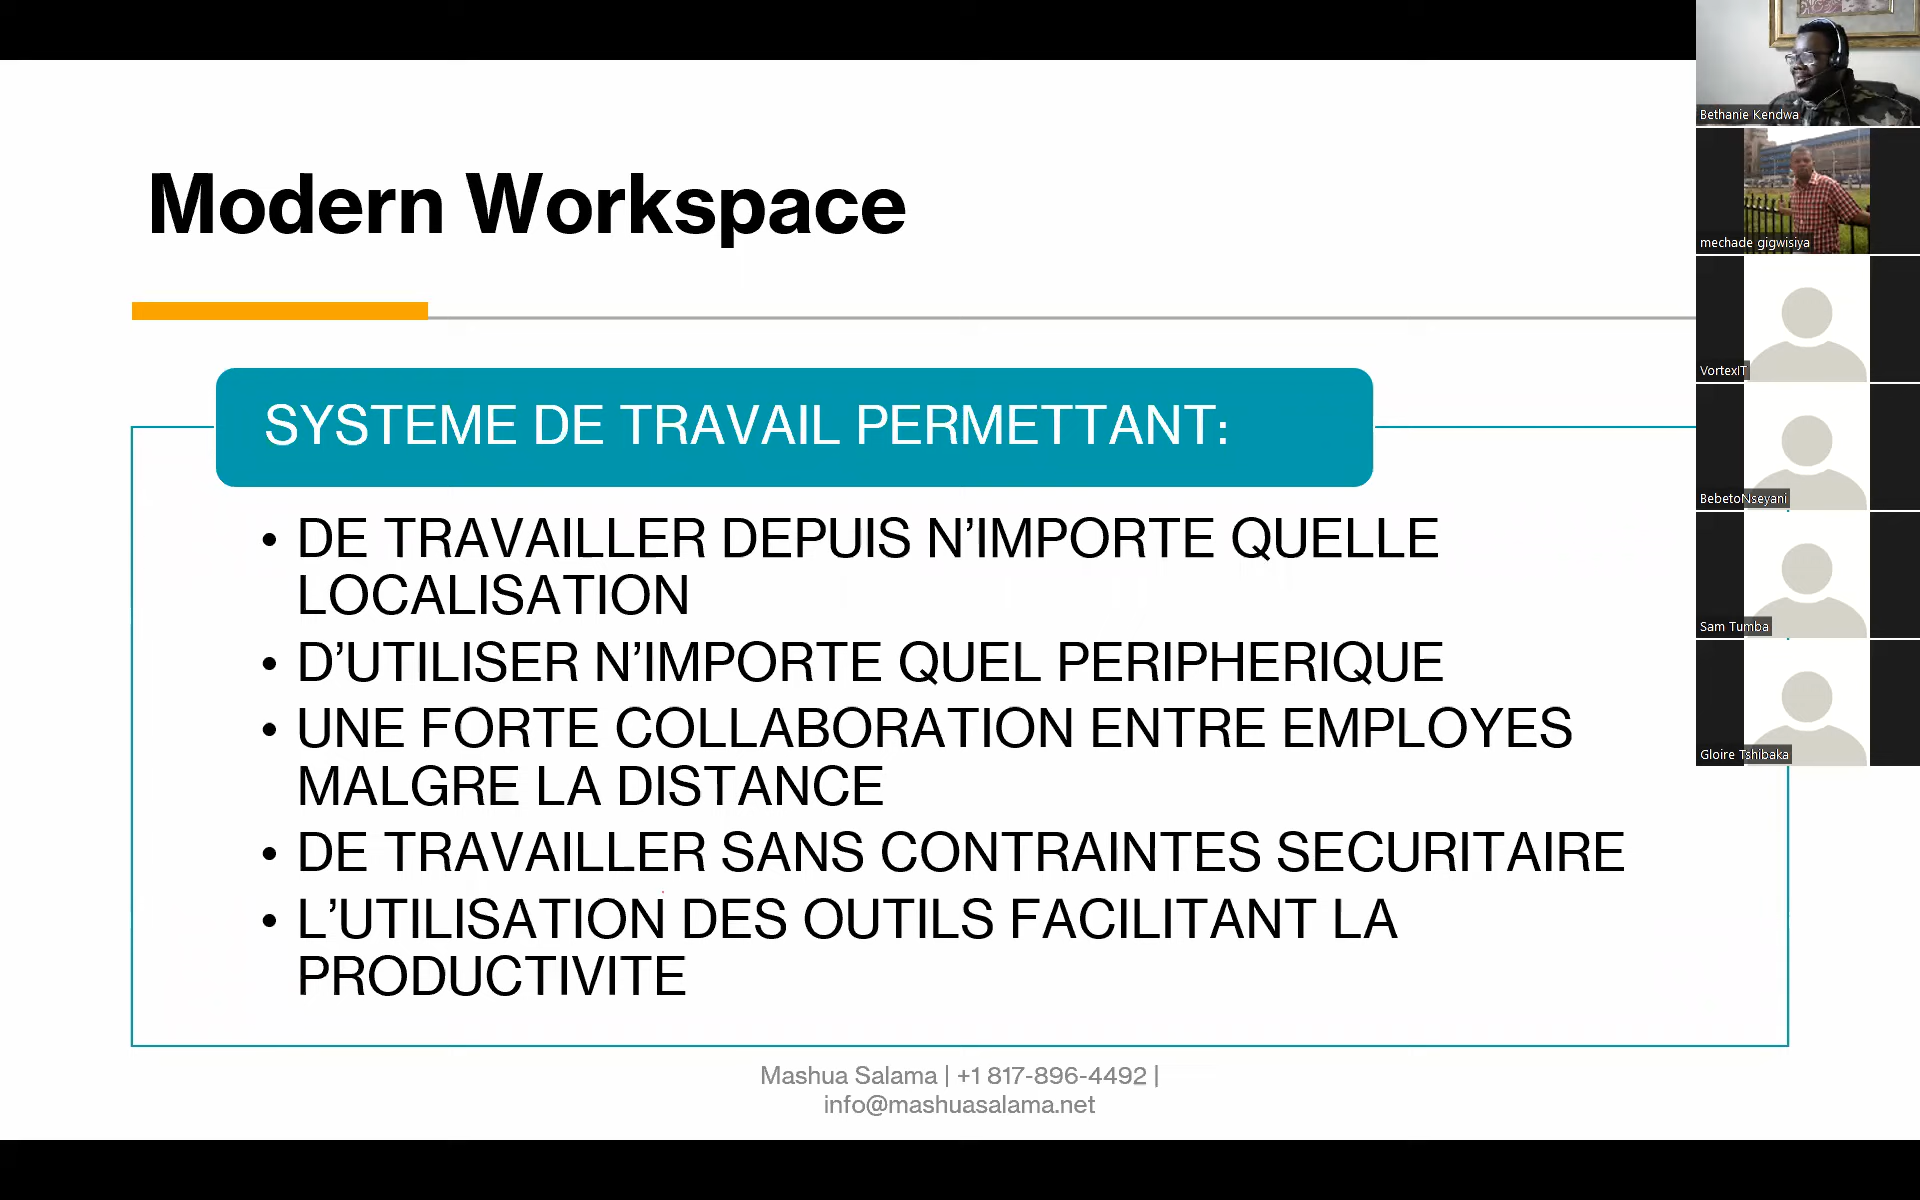 Modern Workspace
SYSTEME DE TRAVAIL PERMETTANT:
• DE TRAVAILLER DEPUIS N’IMPORTE QUELLE
LOCALISATION
• D’UTILISER N’IMPORTE QUEL PERIPHERIQUE
• UNE FORTE COLLABORATION ENTRE EMPLOYES
MALGRE LA DISTANCE
• DE TRAVAILLER SANS CONTRAINTES SECURITAIRE
• L’UTILISATION DES OUTILS FACILITANT LA
PRODUCTIVITE
Mashua Salama | +1 817-896-4492 |
info@mashuasalama.net
Bethanie Kendwa
mechade gigwisiya
VortexIT
BebetoNseyani
Sam Tumba
Gloire Tshibaka